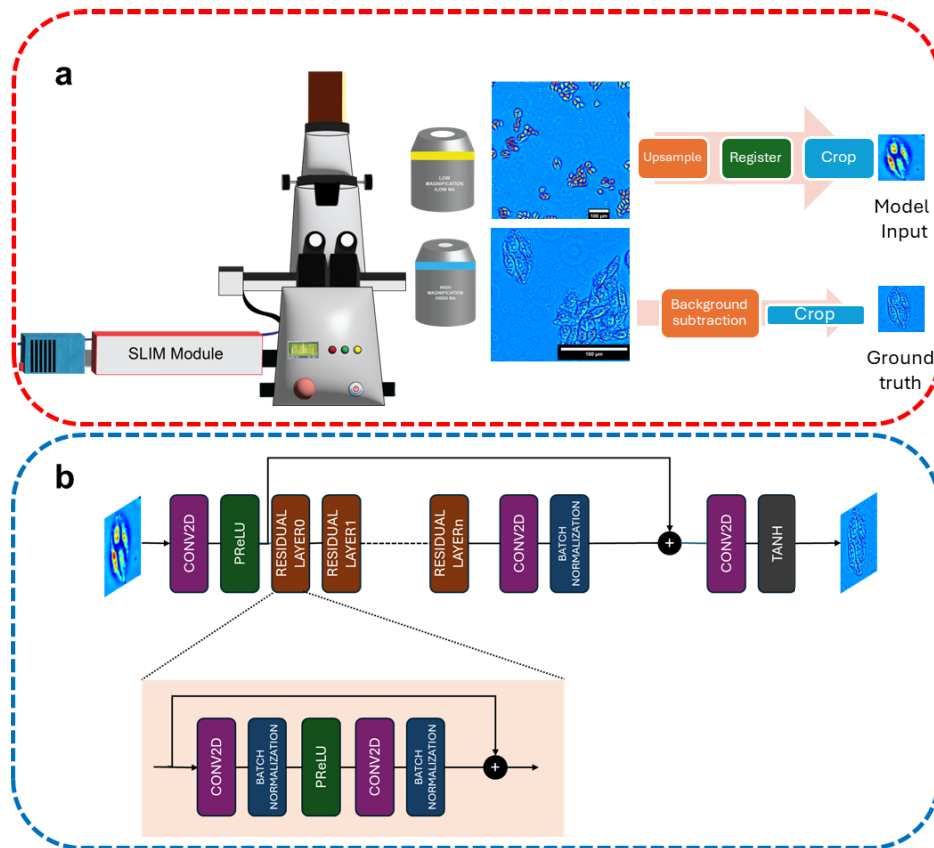 a
LOW
MAGNIFICATION
/LOW NA
100 µm
Upsample
Register
Crop
Model
Input
HIGH
MAGNIFICATION
/HIGH NA
100 µm
Background
subtraction
Crop
Ground
truth
SLIM Module
b
CONV2D
PReLU
RESIDUAL
LAYER0
RESIDUAL
LAYER1
RESIDUAL
LAYERn
CONV2D
BATCH
NORMALIZATION
+
CONV2D
TANH
CONV2D
BATCH
NORMALIZATION
PReLU
CONV2D
BATCH
NORMALIZATION
+